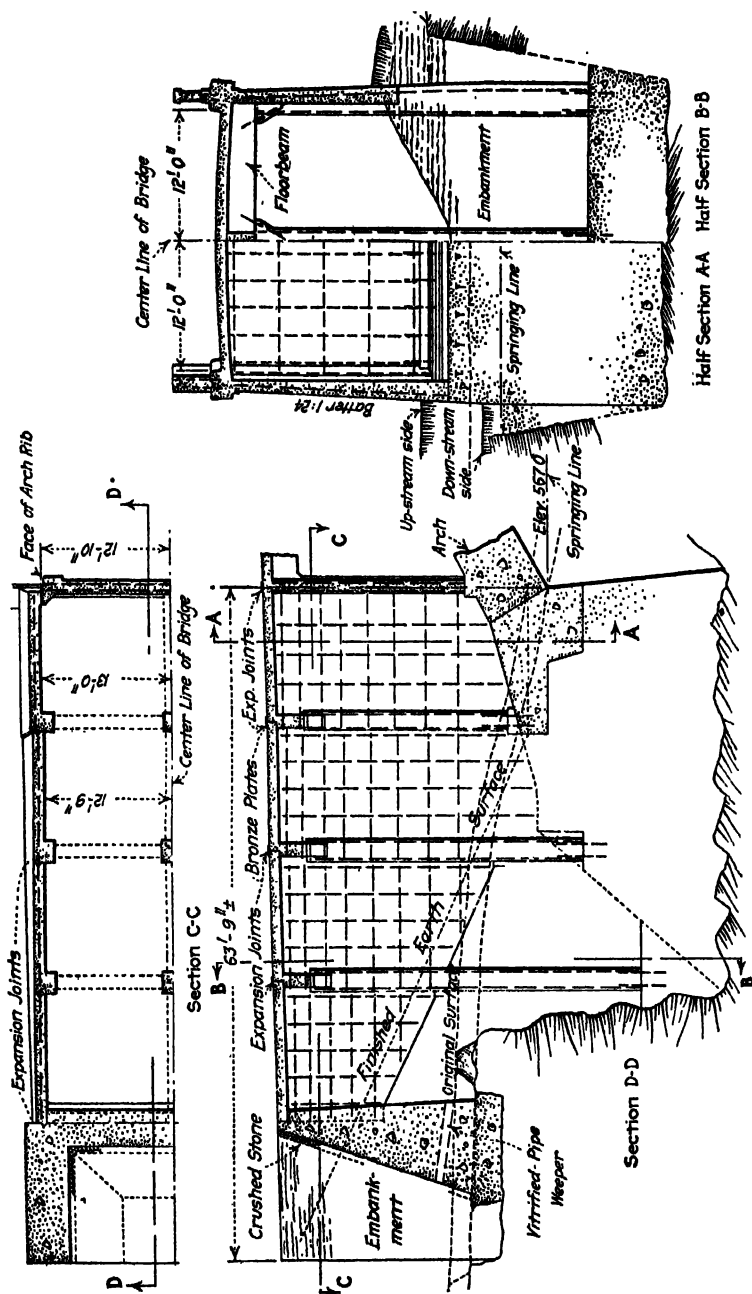 Expansion Joints
Face of Arch Rib
12'-9"
13'-0"
12'-10"
D
D
Center Line of Bridge
Section C-C
63'-9"±
B
Expansion Joints
Bronze Plates
Exp. Joints
A
Crushed Stone
C
C
Embank-
ment
Finished
Earth
Surface
Original Surface
Arch
Elev. 567.0
Springing Line
A
B
Vitrified-Pipe
Weeper
Section D-D
Center Line of Bridge
12'-0"
12'-0"
Floorbeam
Batter 1:24
Up-stream side
Down-stream
side
Embankment
Springing Line
Half Section A-A
Half Section B-B